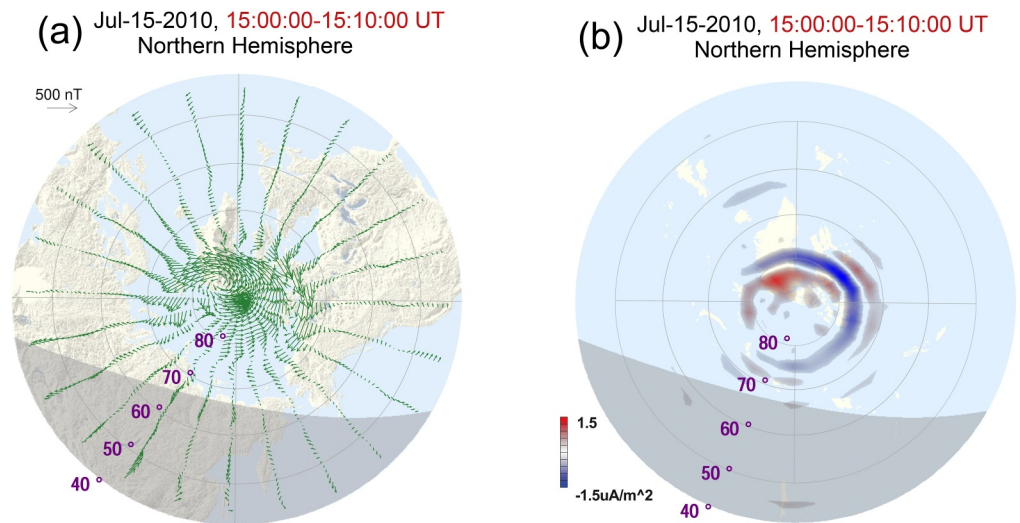 (a) Jul-15-2010, 15:00:00-15:10:00 UT
Northern Hemisphere
500 nT
80 °
70 °
60 °
50 °
40 °
(b) Jul-15-2010, 15:00:00-15:10:00 UT
Northern Hemisphere
80 °
70 °
60 °
50 °
40 °
1.5
-1.5uA/m^2